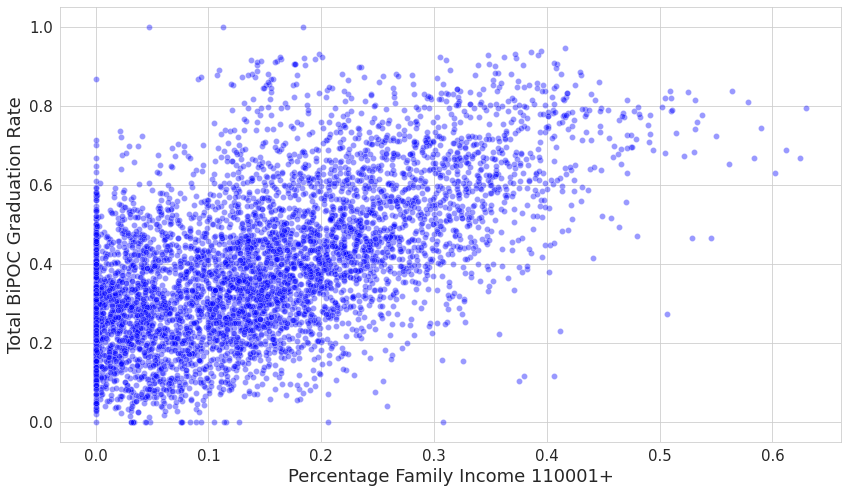 1.0
0.8
0.6
0.4
0.2
0.0
Total BiPOC Graduation Rate
0.0 0.1 0.2 0.3 0.4 0.5 0.6
Percentage Family Income 110001+